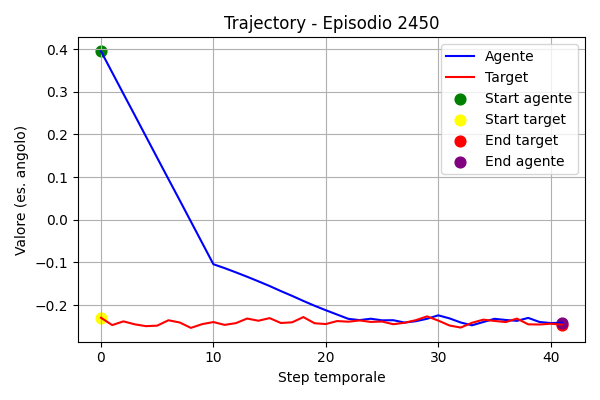 Trajectory - Episodio 2450
Valore (es. angolo)
0.4
0.3
0.2
0.1
0.0
−0.1
−0.2
0
10
20
30
40
Step temporale
Agente
Target
Start agente
Start target
End target
End agente